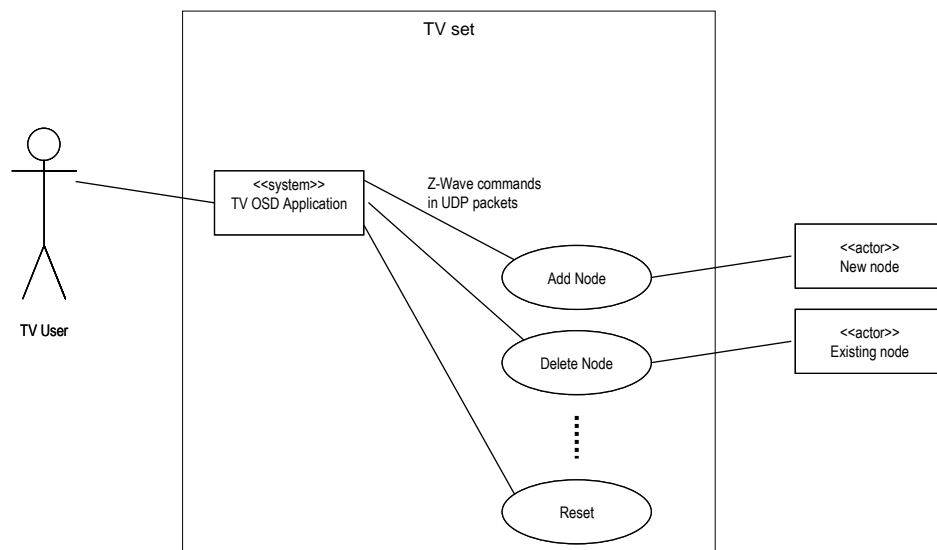 TV set
<<system>>
TV OSD Application
Z-Wave commands
in UDP packets
Add Node
<<actor>>
New node
TV User
Delete Node
<<actor>>
Existing node
Reset